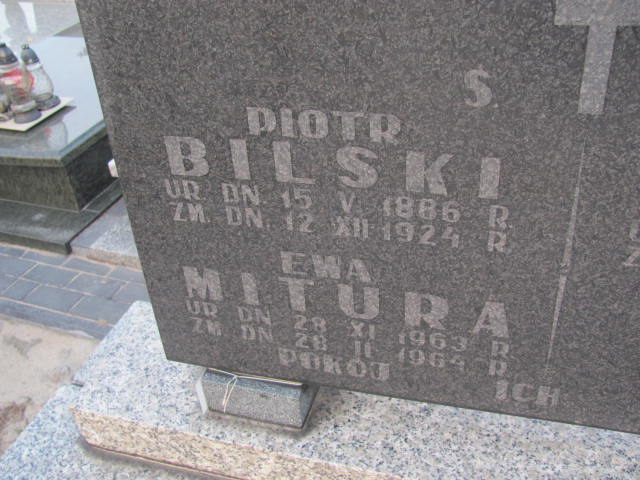 Ś.
PIOTR
BILSKI
UR DN. 15 V. 1886 R.
ZM. DN. 12 XII 1924 R
EWA
MITURA
UR DN 28 XI 1963 R
ZM DN. 28 II 1964 R
POKÓJ ICH